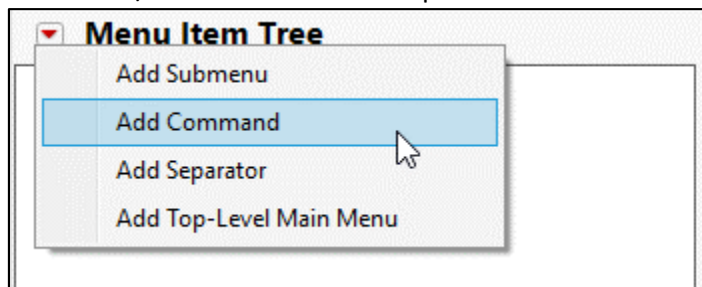 Menu Item Tree
Add Submenu
Add Command
Add Separator
Add Top-Level Main Menu